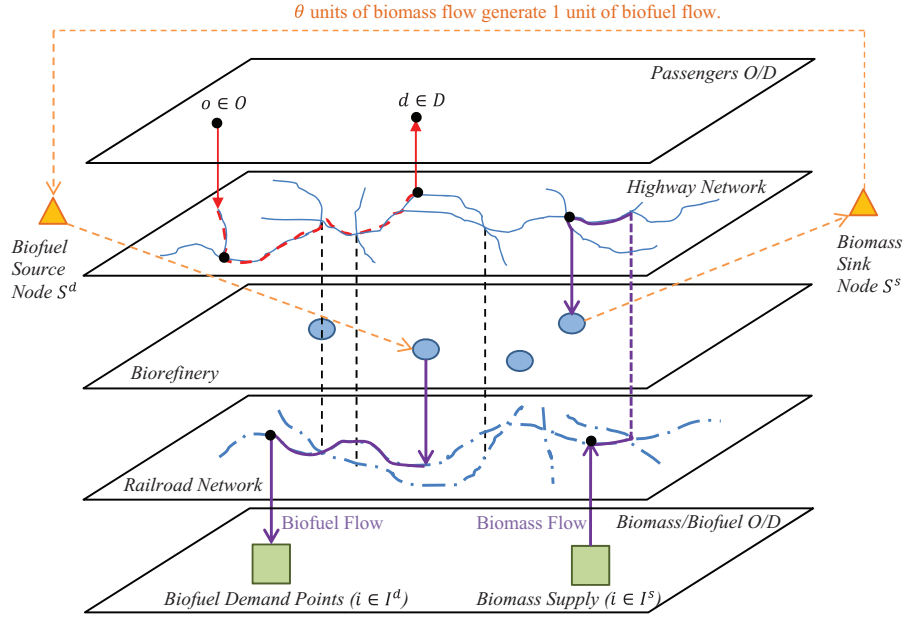 θ units of biomass flow generate 1 unit of biofuel flow.
Passengers O/D
o ∈ O
d ∈ D
Highway Network
Biofuel
Source
Node S^d
Biomass
Sink
Node S^s
Biorefinery
Railroad Network
Biofuel Flow
Biomass Flow
Biomass/Biofuel O/D
Biofuel Demand Points (i ∈ I^d)
Biomass Supply (i ∈ I^s)